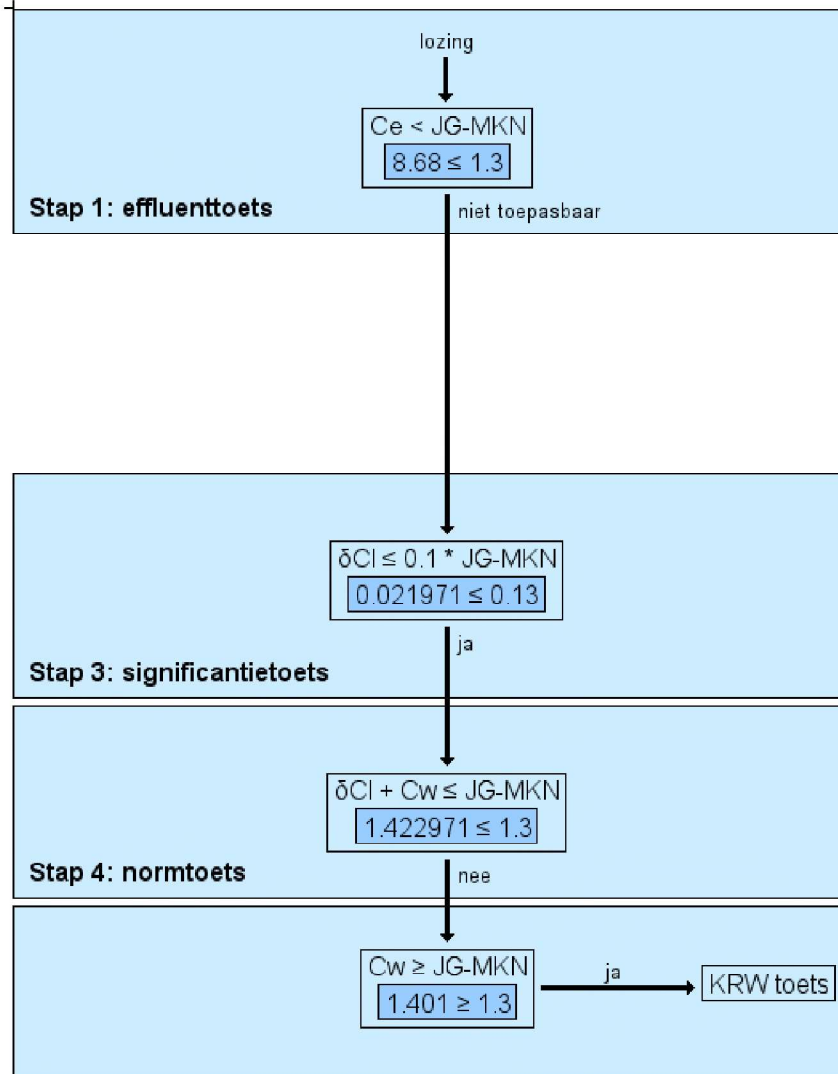 lozing
Ce < JG-MKN
8.68 ≤ 1.3
Stap 1: effluenttoets
niet toepasbaar
δCl ≤ 0.1 * JG-MKN
0.021971 ≤ 0.13
ja
Stap 3: significantietoets
δCl + Cw ≤ JG-MKN
1.422971 ≤ 1.3
Stap 4: normtoets
nee
Cw ≥ JG-MKN
1.401 ≥ 1.3
ja
KRW toets